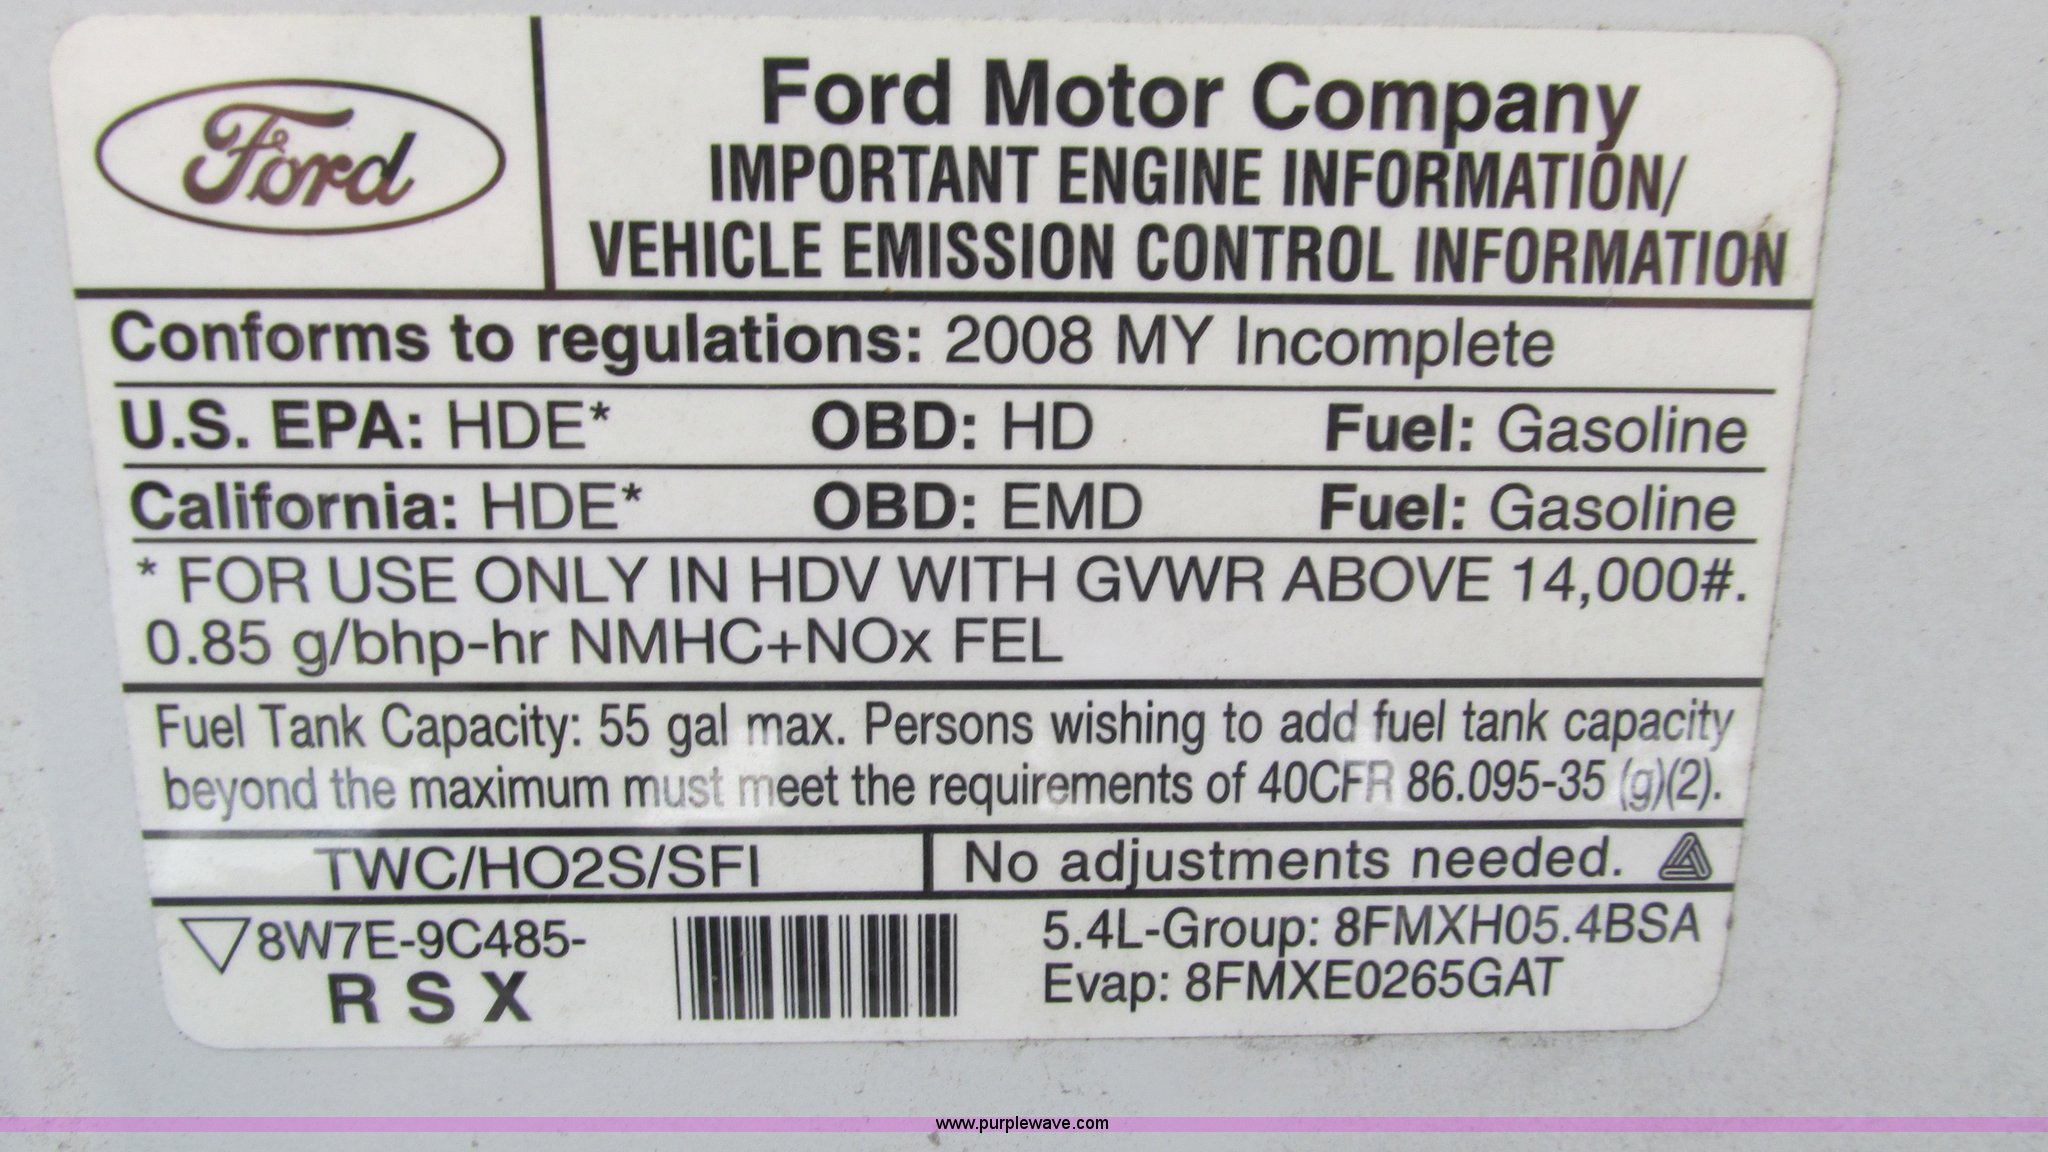 Ford
Ford Motor Company
IMPORTANT ENGINE INFORMATION/
VEHICLE EMISSION CONTROL INFORMATION
Conforms to regulations: 2008 MY Incomplete
U.S. EPA: HDE* OBD: HD Fuel: Gasoline
California: HDE* OBD: EMD Fuel: Gasoline
* FOR USE ONLY IN HDV WITH GVWR ABOVE 14,000#.
0.85 g/bhp-hr NMHC+NOx FEL
Fuel Tank Capacity: 55 gal max. Persons wishing to add fuel tank capacity
beyond the maximum must meet the requirements of 40CFR 86.095-35 (g)(2).
TWC/HO2S/SFI No adjustments needed.
8W7E-9C485-
R S X
5.4L-Group: 8FMXH05.4BSA
Evap: 8FMXE0265GAT
www.purplewave.com